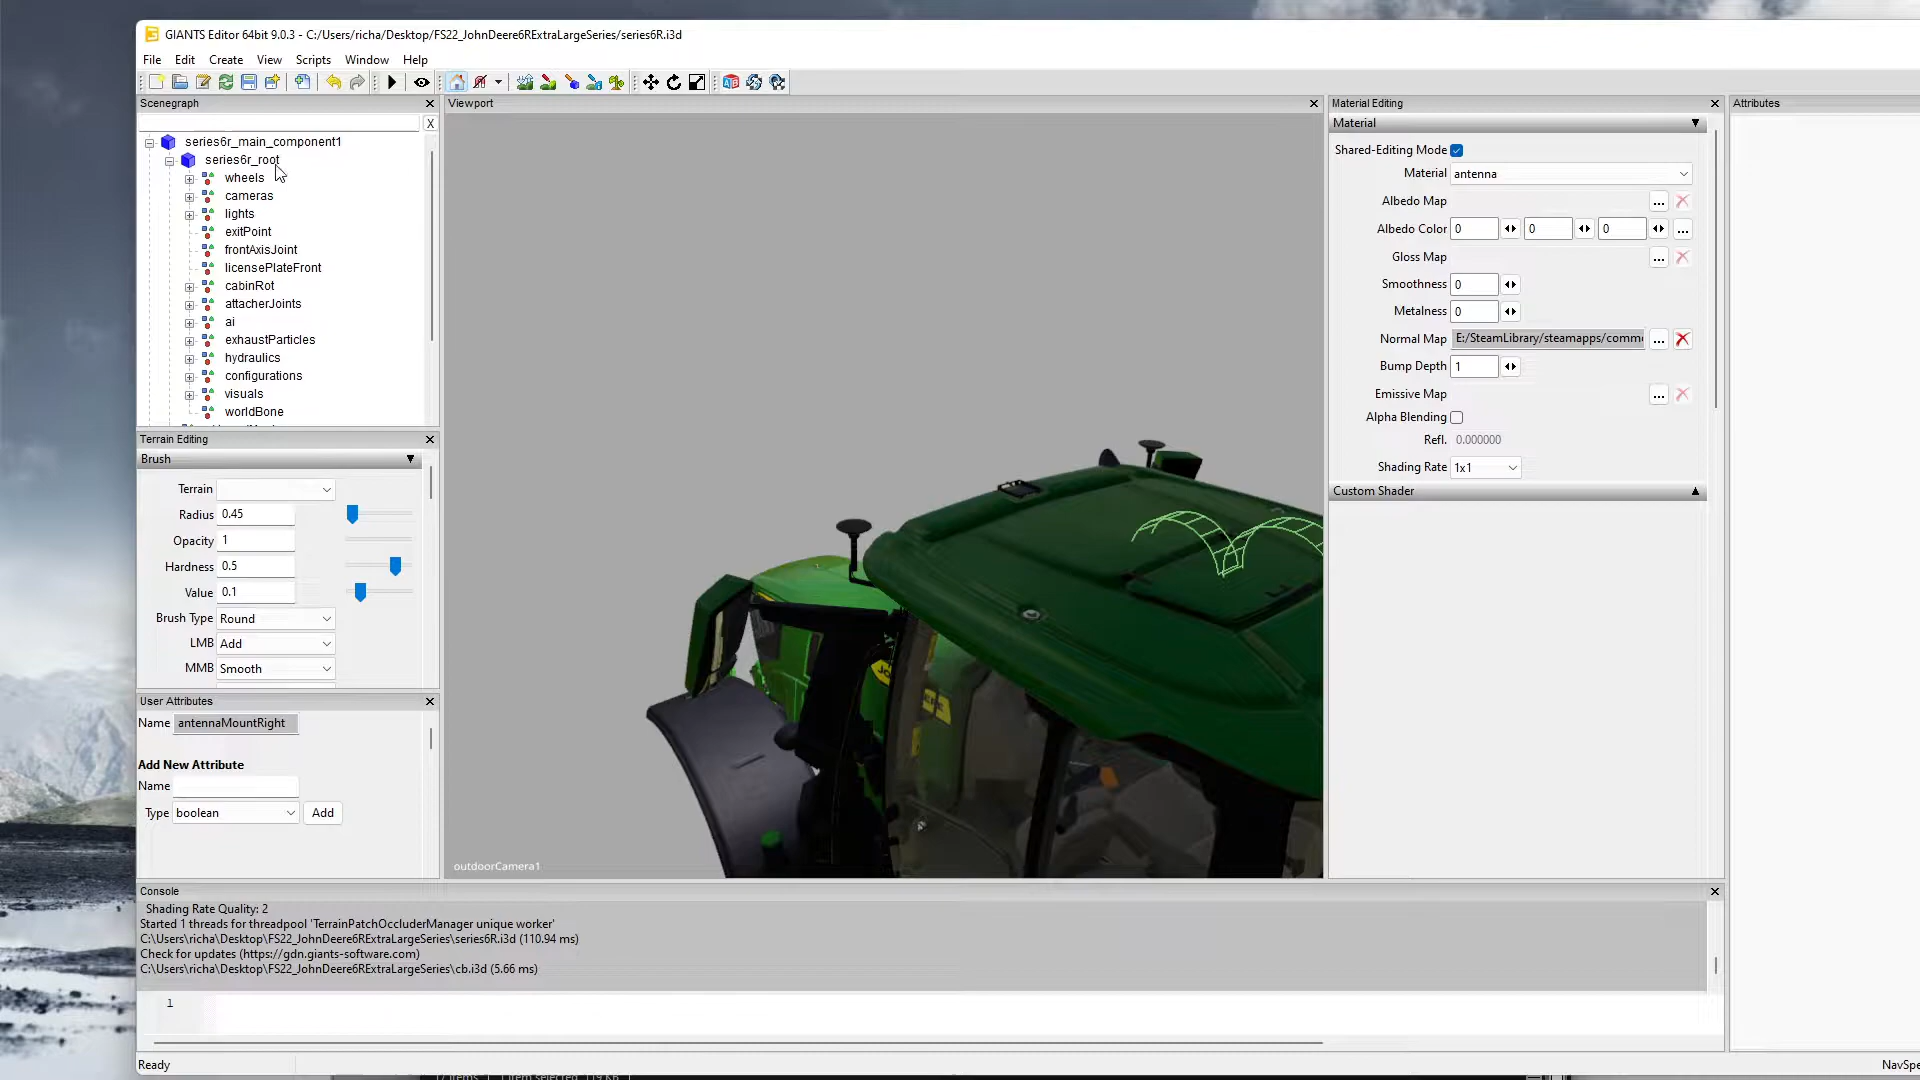 GIANTS Editor 64bit 9.0.3 - C:/Users/richa/Desktop/FS22_JohnDeere6RExtraLargeSeries/series6R.i3d
File Edit Create View Scripts Window Help
Scenegraph
X
series6r_main_component1
series6r_root
wheels
cameras
lights
exitPoint
frontAxisJoint
licensePlateFront
cabinRot
attacherJoints
ai
exhaustParticles
hydraulics
configurations
visuals
worldBone
Terrain Editing
Brush
Terrain
Radius 0.45
Opacity 1
Hardness 0.5
Value 0.1
Brush Type Round
LMB Add
MMB Smooth
User Attributes
Name antennaMountRight
Add New Attribute
Name
Type boolean Add
Viewport
outdoorCamera1
Material Editing
Material
Shared-Editing Mode
Material antenna
Albedo Map ...
Albedo Color 0 0 0 ...
Gloss Map ...
Smoothness 0
Metalness 0
Normal Map E:/SteamLibrary/steamapps/comm ...
Bump Depth 1
Emissive Map ...
Alpha Blending
Refl. 0.000000
Shading Rate 1x1
Custom Shader
Attributes
Console
Shading Rate Quality: 2
Started 1 threads for threadpool 'TerrainPatchOccluderManager unique worker'
C:\Users\richa\Desktop\FS22_JohnDeere6RExtraLargeSeries\series6R.i3d (110.94 ms)
Check for updates (https://gdn.giants-software.com)
C:\Users\richa\Desktop\FS22_JohnDeere6RExtraLargeSeries\cb.i3d (5.66 ms)
1
Ready
NavSpe